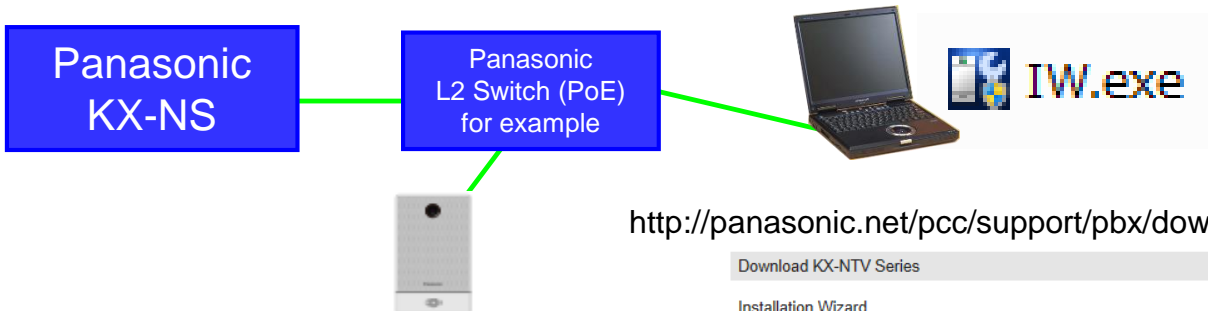 Panasonic
KX-NS
Panasonic
L2 Switch (PoE)
for example
IW.exe
http://panasonic.net/pcc/support/pbx/dow
Download KX-NTV Series
Installation Wizard